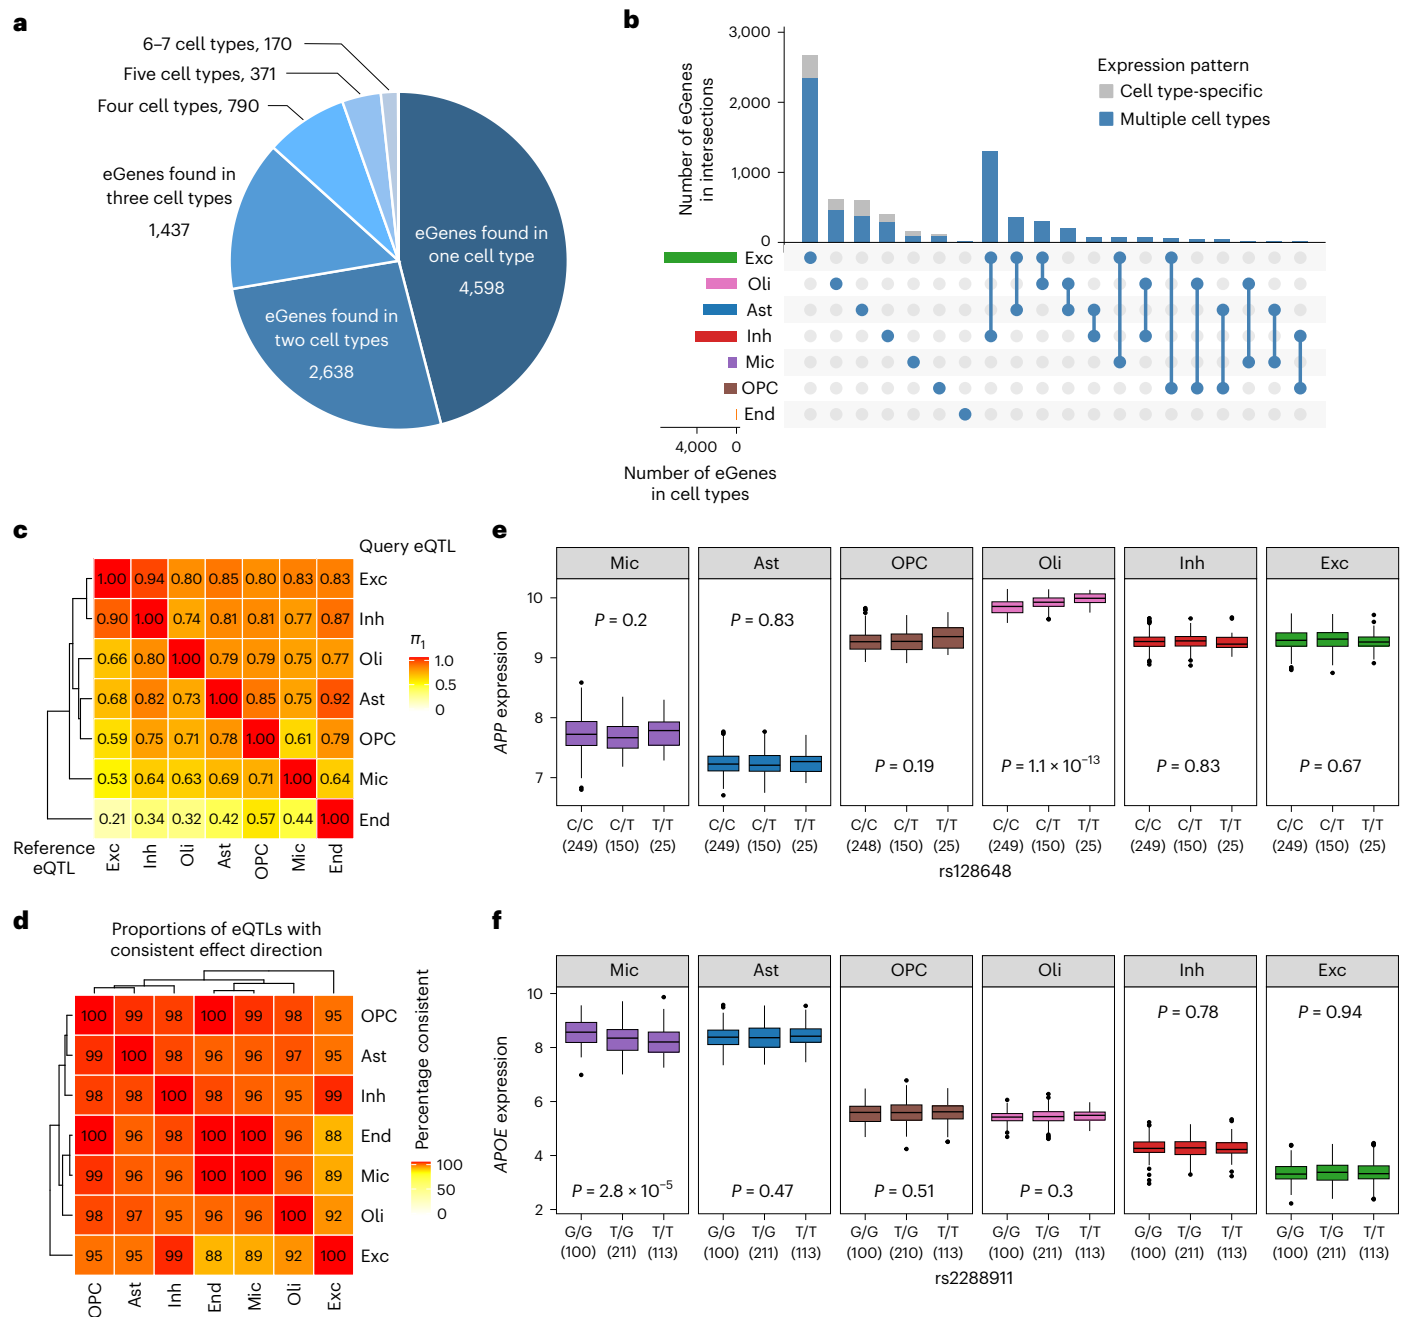 a
6–7 cell types, 170
Five cell types, 371
Four cell types, 790
eGenes found in
three cell types
1,437
eGenes found in
one cell type
4,598
eGenes found in
two cell types
2,638
b
Number of eGenes
in intersections
3,000
2,000
1,000
0
Expression pattern
Cell type-specific
Multiple cell types
Exc
Oli
Ast
Inh
Mic
OPC
End
4,000 0
Number of eGenes
in cell types
c
Query eQTL
1.00 0.94 0.80 0.85 0.80 0.83 0.83 Exc
0.90 1.00 0.74 0.81 0.81 0.77 0.87 Inh
0.66 0.80 1.00 0.79 0.79 0.75 0.77 Oli
0.68 0.82 0.73 1.00 0.85 0.75 0.92 Ast
0.59 0.75 0.71 0.78 1.00 0.61 0.79 OPC
0.53 0.64 0.63 0.69 0.71 1.00 0.64 Mic
0.21 0.34 0.32 0.42 0.57 0.44 1.00 End
Reference
eQTL
Exc Inh Oli Ast OPC Mic End
π1
1.0
0.5
0
d
Proportions of eQTLs with
consistent effect direction
100 99 98 100 99 98 95 OPC
99 100 98 96 96 97 95 Ast
98 98 100 98 96 95 99 Inh
100 96 98 100 100 96 88 End
99 96 96 100 100 96 89 Mic
98 97 95 96 96 100 92 Oli
95 95 99 88 89 92 100 Exc
OPC Ast Inh End Mic Oli Exc
Percentage consistent
100
50
0
e
Mic Ast OPC Oli Inh Exc
APP expression
10
9
8
7
P = 0.2 P = 0.83 P = 0.19 P = 1.1 × 10⁻¹³ P = 0.83 P = 0.67
C/C C/T T/T C/C C/T T/T C/C C/T T/T C/C C/T T/T C/C C/T T/T C/C C/T T/T
(249) (150) (25) (249) (150) (25) (248) (150) (25) (249) (150) (25) (249) (150) (25) (249) (150) (25)
rs128648
f
Mic Ast OPC Oli Inh Exc
APOE expression
10
8
6
4
2
P = 2.8 × 10⁻⁵ P = 0.47 P = 0.51 P = 0.3 P = 0.78 P = 0.94
G/G T/G T/T G/G T/G T/T G/G T/G T/T G/G T/G T/T G/G T/G T/T G/G T/G T/T
(100) (211) (113) (100) (211) (113) (100) (210) (113) (100) (211) (113) (100) (211) (113) (100) (211) (113)
rs2288911